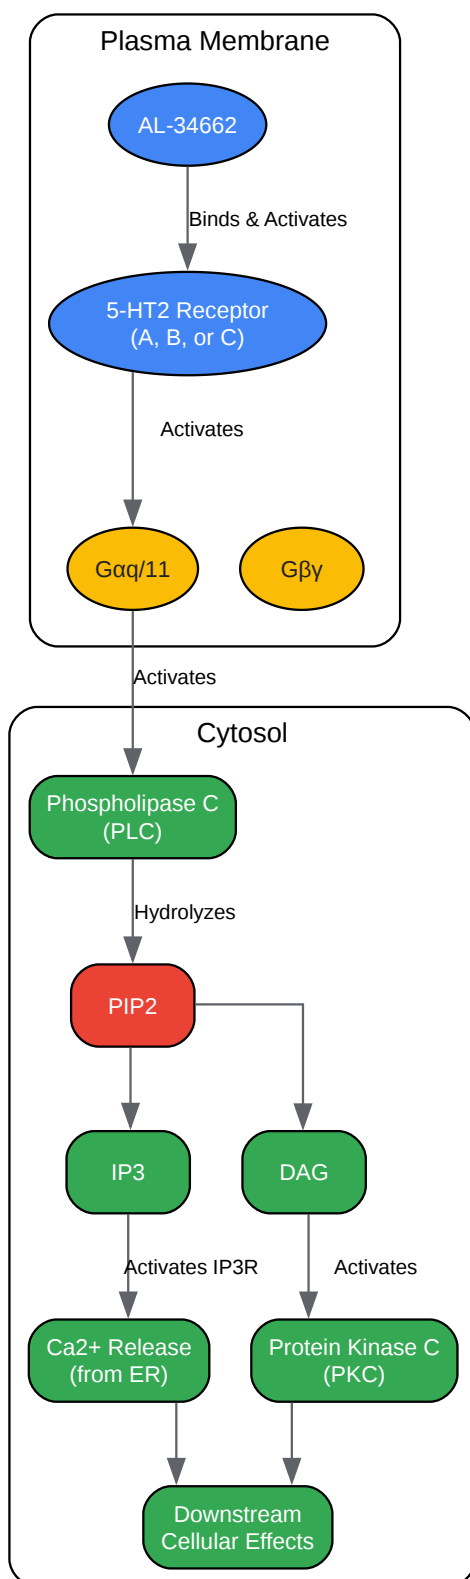 Plasma Membrane
AL-34662
Binds & Activates
5-HT2 Receptor
(A, B, or C)
Activates
Gαq/11
Gβγ
Activates
Cytosol
Phospholipase C
(PLC)
Hydrolyzes
PIP2
IP3
DAG
Activates IP3R
Activates
Ca2+ Release
(from ER)
Protein Kinase C
(PKC)
Downstream
Cellular Effects